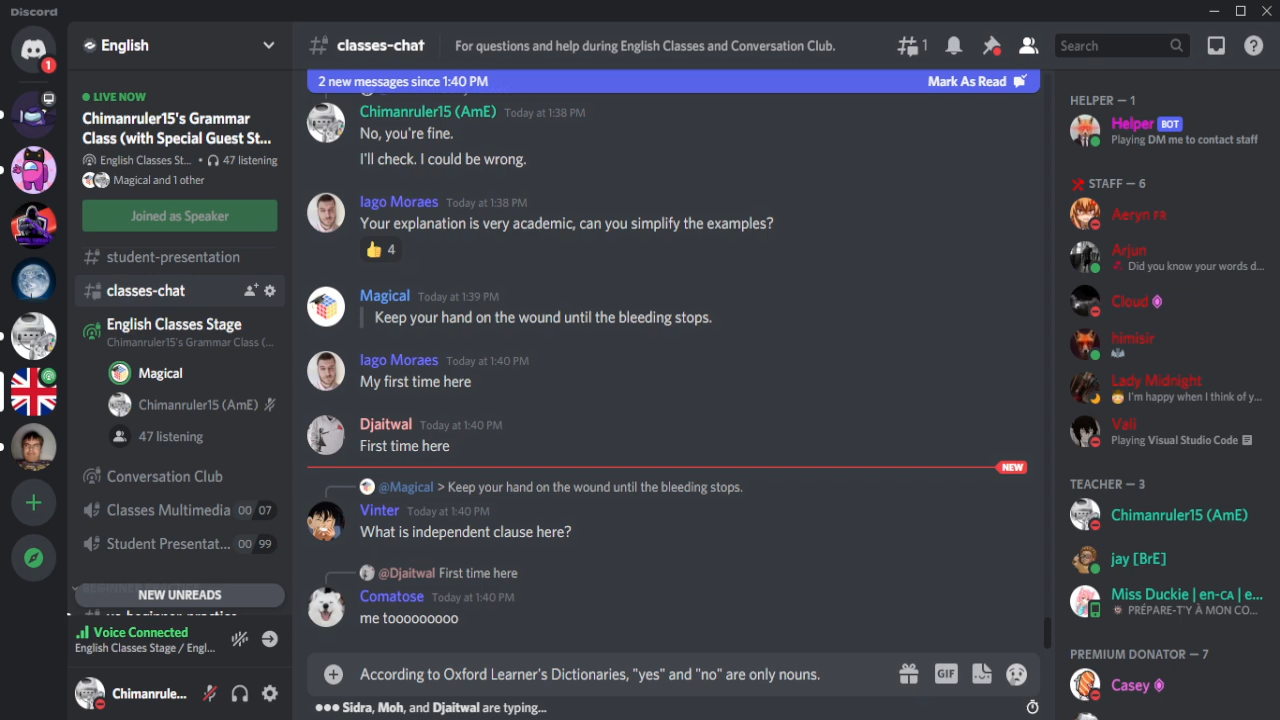 Discord
1
English
LIVE NOW
Chimanruler15's Grammar
Class (with Special Guest St...
English Classes St... • 47 listening
Magical and 1 other
Joined as Speaker
student-presentation
classes-chat
English Classes Stage
Chimanruler15's Grammar Class (...
Magical
Chimanruler15 (AmE)
47 listening
Conversation Club
Classes Multimedia 00 07
Student Presentat... 00 99
NEW UNREADS
Voice Connected
English Classes Stage / Engl...
Chimanrule...
classes-chat
For questions and help during English Classes and Conversation Club.
1
Search
2 new messages since 1:40 PM
Mark As Read
Chimanruler15 (AmE) Today at 1:38 PM
No, you're fine.
I'll check. I could be wrong.
Iago Moraes Today at 1:38 PM
Your explanation is very academic, can you simplify the examples?
4
Magical Today at 1:39 PM
Keep your hand on the wound until the bleeding stops.
Iago Moraes Today at 1:40 PM
My first time here
Djaitwal Today at 1:40 PM
First time here
NEW
@Magical > Keep your hand on the wound until the bleeding stops.
Vinter Today at 1:40 PM
What is independent clause here?
@Djaitwal First time here
Comatose Today at 1:40 PM
me tooooooooo
According to Oxford Learner's Dictionaries, "yes" and "no" are only nouns.
GIF
Sidra, Moh, and Djaitwal are typing...
HELPER — 1
Helper BOT
Playing DM me to contact staff
STAFF — 6
Aeryn FR
Arjun
Did you know your words d...
Cloud
himisir
Lady Midnight
I'm happy when I think of y...
Vali
Playing Visual Studio Code
TEACHER — 3
Chimanruler15 (AmE)
jay [BrE]
Miss Duckie | en-CA | e...
PRÉPARE-T'Y À MON CO...
PREMIUM DONATOR — 7
Casey